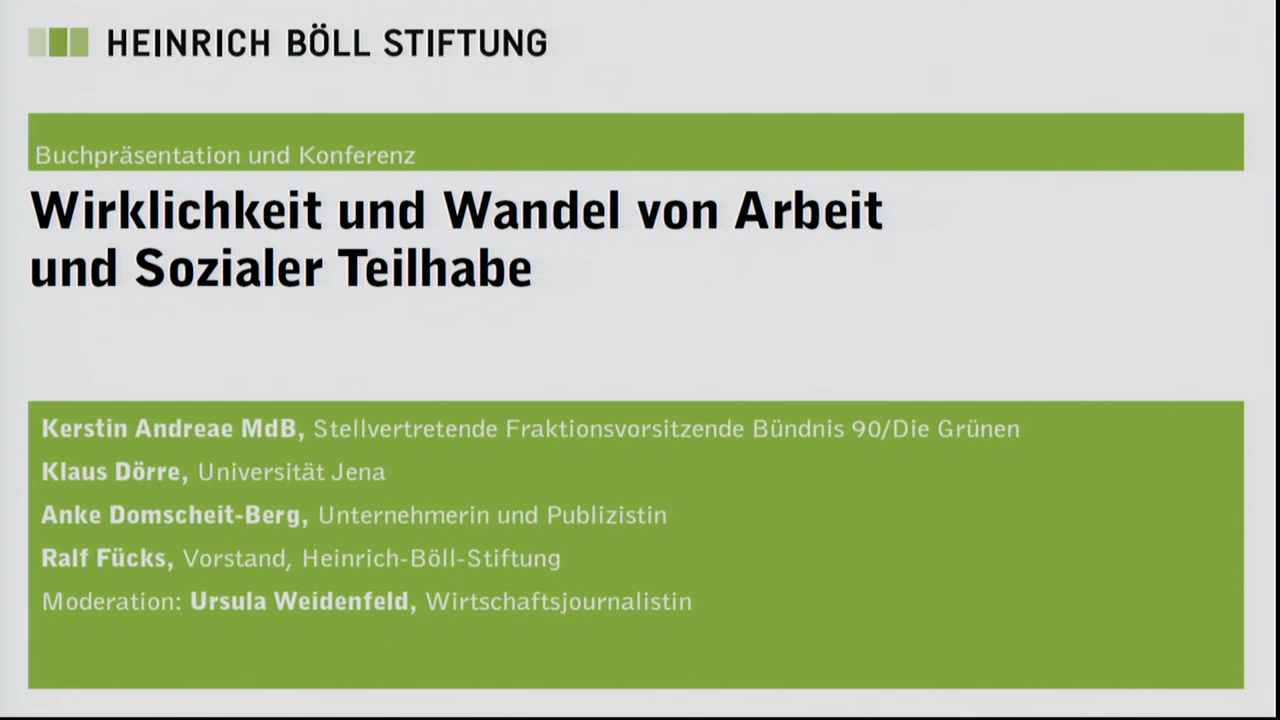 HEINRICH BÖLL STIFTUNG
Buchpräsentation und Konferenz
Wirklichkeit und Wandel von Arbeit
und Sozialer Teilhabe
Kerstin Andreae MdB, Stellvertretende Fraktionsvorsitzende Bündnis 90/Die Grünen
Klaus Dörre, Universität Jena
Anke Domscheit-Berg, Unternehmerin und Publizistin
Ralf Fücks, Vorstand, Heinrich-Böll-Stiftung
Moderation: Ursula Weidenfeld, Wirtschaftsjournalistin